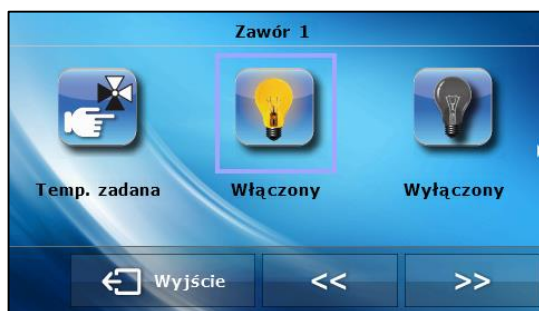 Zawór 1
Temp. zadana
Włączony
Wyłączony
Wyjście
<<
>>